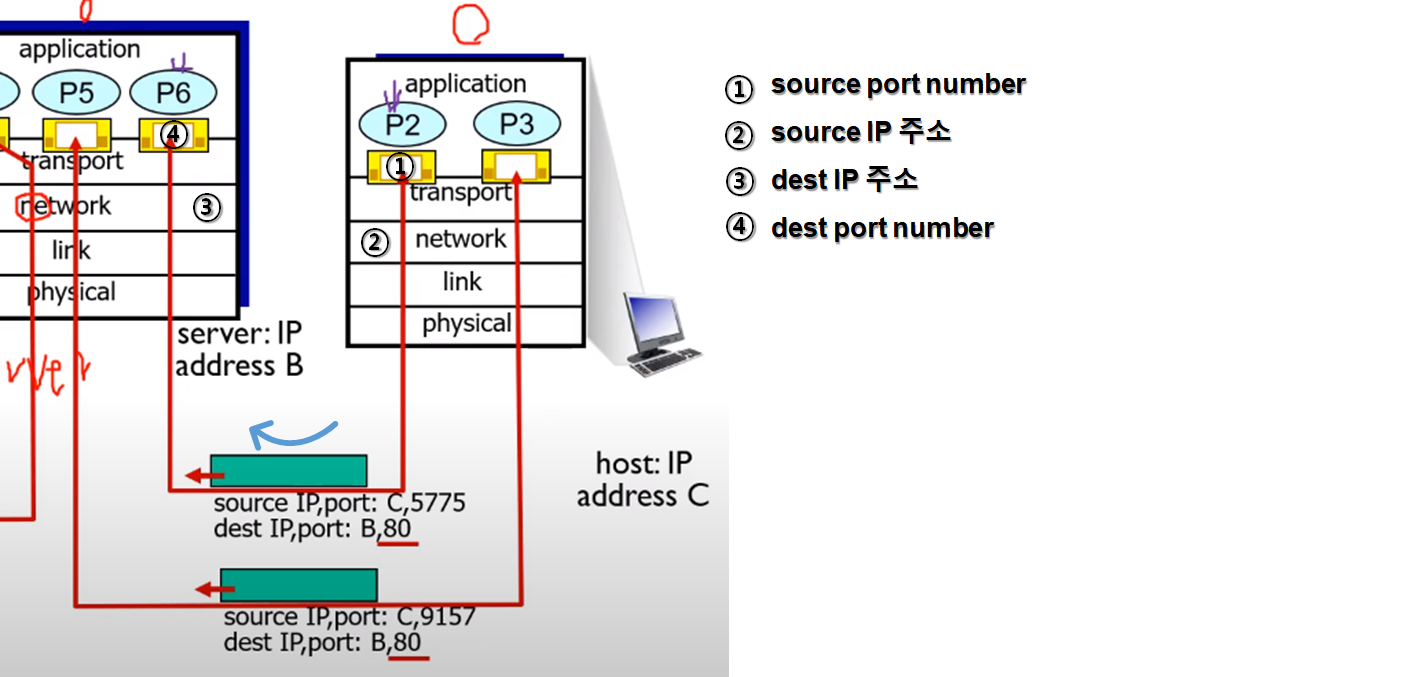 application
P5
P6
④
transport
network
③
link
physical
server: IP
address B
application
P2
P3
①
transport
②
network
link
physical
host: IP
address C
source IP,port: C,5775
dest IP,port: B,80
source IP,port: C,9157
dest IP,port: B,80
① source port number
② source IP 주소
③ dest IP 주소
④ dest port number